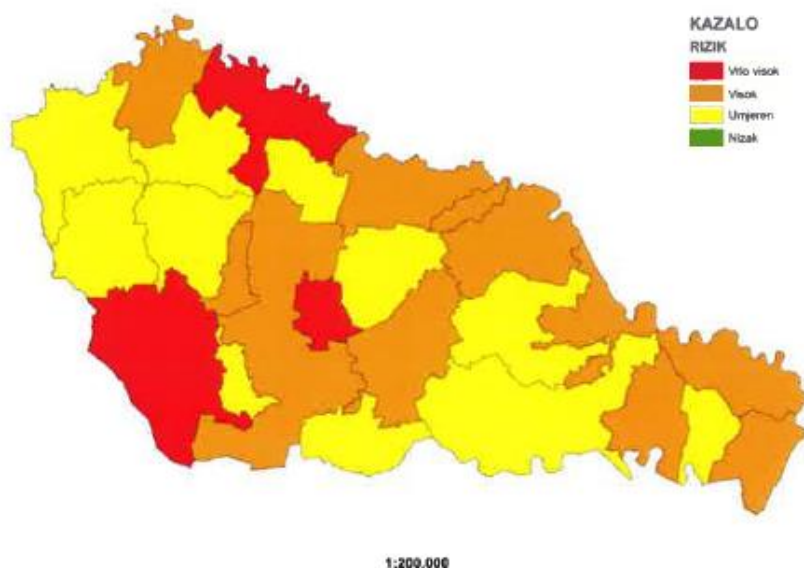 KAZALO
RIZIK
Vrlo visok
Visok
Umjeren
Nizak
1:200.000